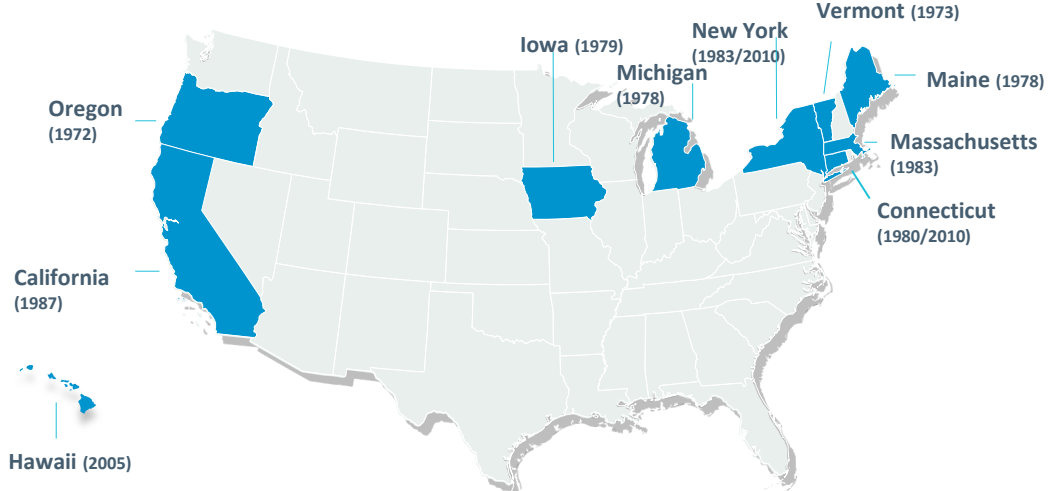 Vermont (1973)
New York
(1983/2010)
Iowa (1979)
Michigan
(1978)
Maine (1978)
Oregon
(1972)
Massachusetts
(1983)
Connecticut
(1980/2010)
California
(1987)
Hawaii (2005)